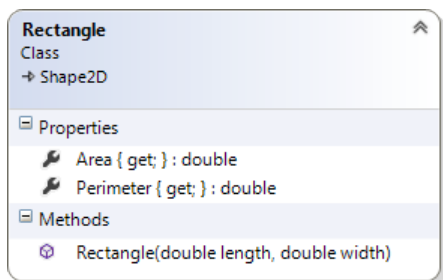 Rectangle
Class
Shape2D
Properties
Area { get; } : double
Perimeter { get; } : double
Methods
Rectangle(double length, double width)